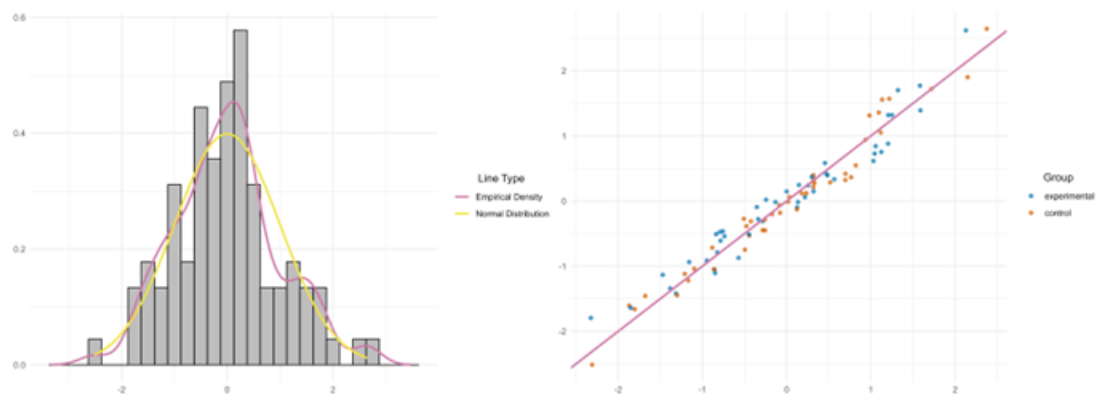 0.6
0.4
0.2
0.0
-2
0
2
Line Type
Empirical Density
Normal Distribution
2
1
0
-1
-2
-2
-1
0
1
2
Group
experimental
control